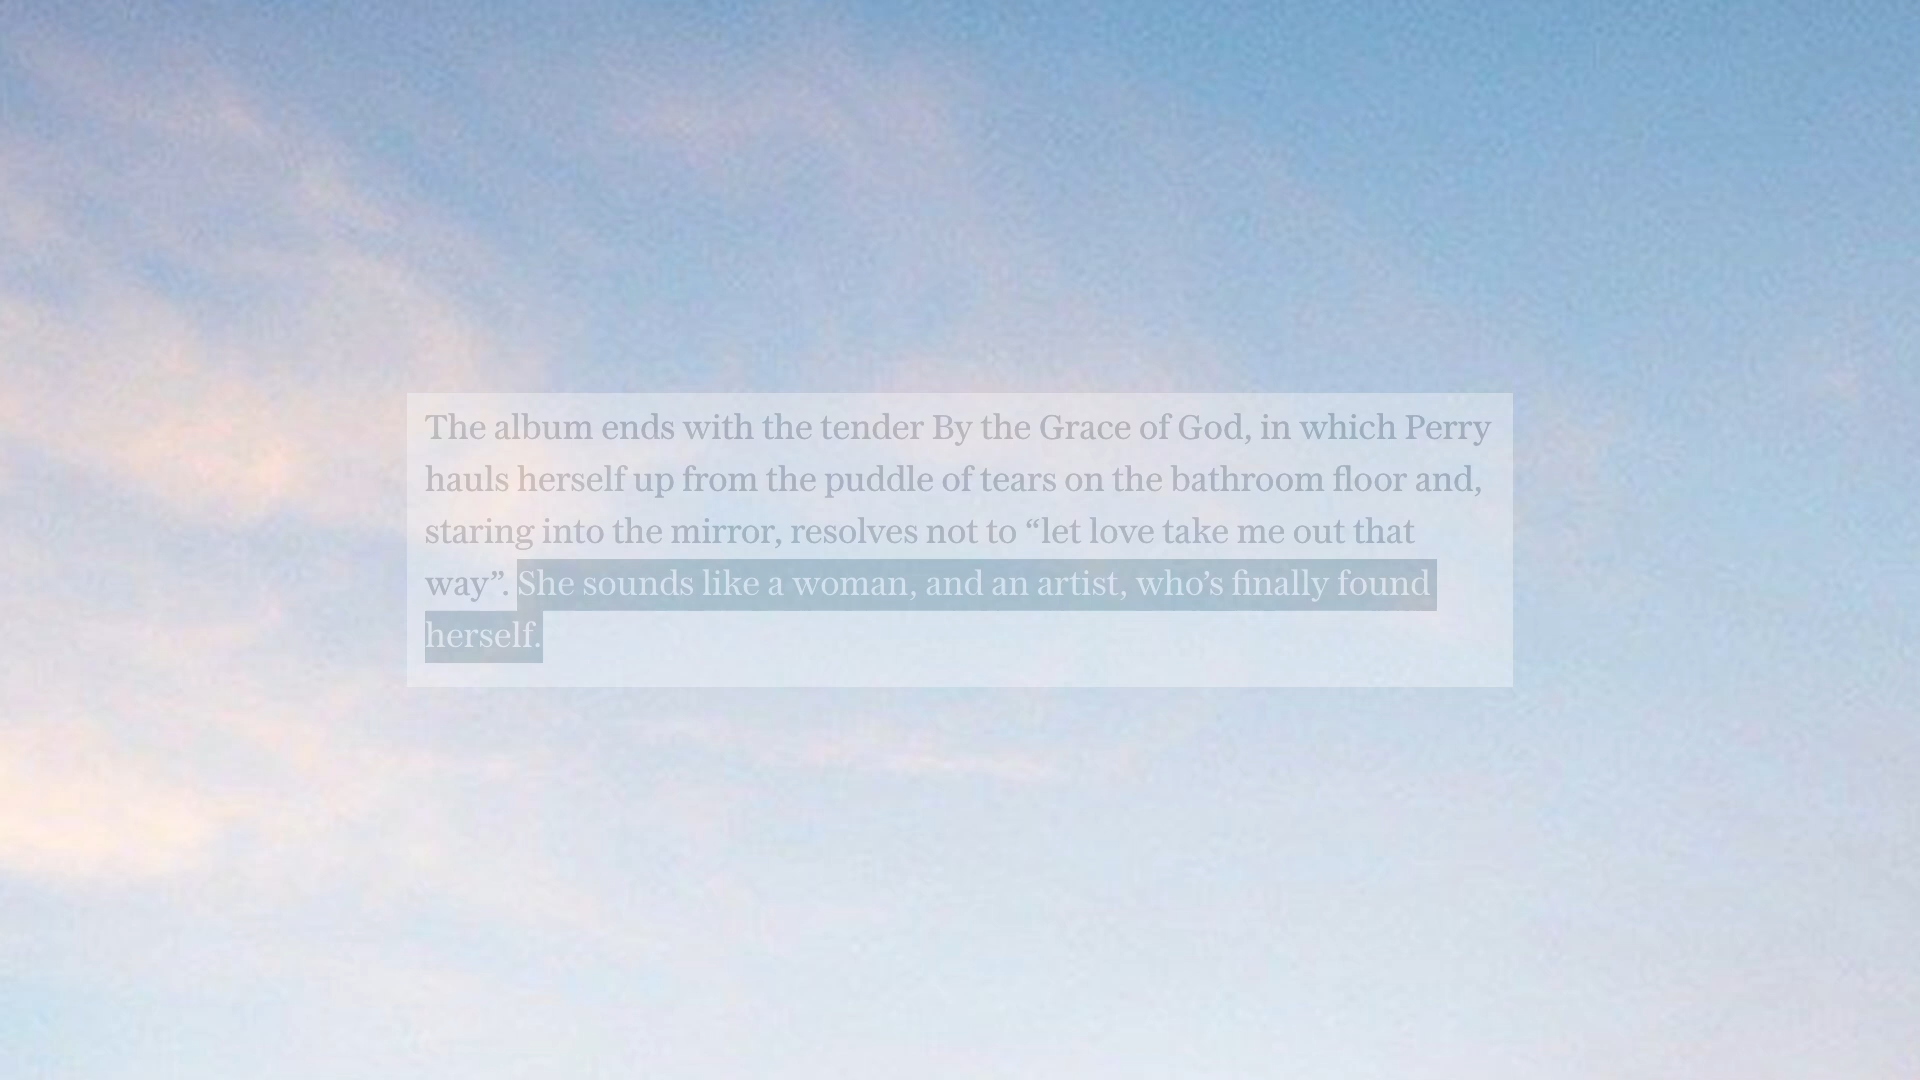 The album ends with the tender By the Grace of God, in which Perry
hauls herself up from the puddle of tears on the bathroom floor and,
staring into the mirror, resolves not to “let love take me out that
way”. She sounds like a woman, and an artist, who’s finally found
herself.